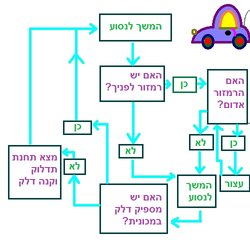 המשך לנסוע
האם יש
רמזור לפניך?
כן
האם
הרמזור
אדום?
לא
לא
כן
עצור
המשך
לנסוע
האם יש
מספיק דלק
במכונית?
כן
לא
מצא תחנת
תדלוק
וקנה דלק